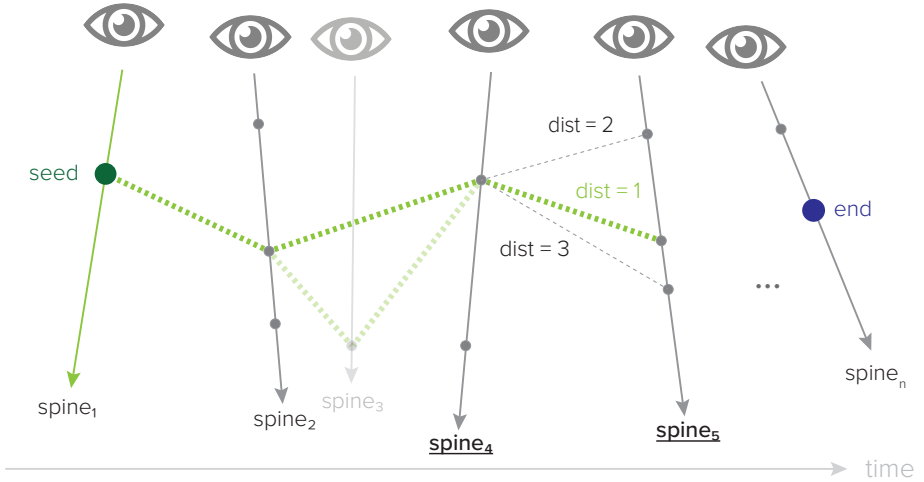 dist = 2
seed
dist = 1
end
dist = 3
...
spine₁
spine₂
spine₃
spine₄
spine₅
spineₙ
time